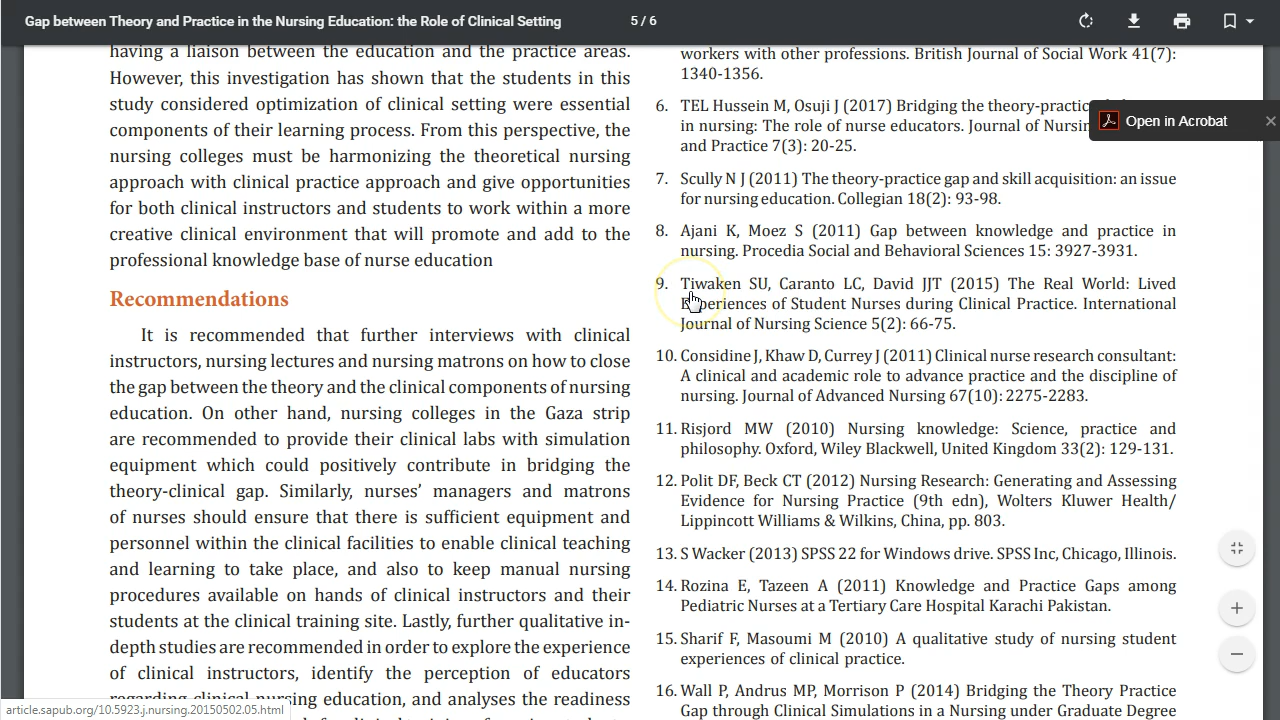 Gap between Theory and Practice in the Nursing Education: the Role of Clinical Setting
5 / 6
having a liaison between the education and the practice areas.
However, this investigation has shown that the students in this
study considered optimization of clinical setting were essential
components of their learning process. From this perspective, the
nursing colleges must be harmonizing the theoretical nursing
approach with clinical practice approach and give opportunities
for both clinical instructors and students to work within a more
creative clinical environment that will promote and add to the
professional knowledge base of nurse education
Recommendations
It is recommended that further interviews with clinical
instructors, nursing lectures and nursing matrons on how to close
the gap between the theory and the clinical components of nursing
education. On other hand, nursing colleges in the Gaza strip
are recommended to provide their clinical labs with simulation
equipment which could positively contribute in bridging the
theory-clinical gap. Similarly, nurses’ managers and matrons
of nurses should ensure that there is sufficient equipment and
personnel within the clinical facilities to enable clinical teaching
and learning to take place, and also to keep manual nursing
procedures available on hands of clinical instructors and their
students at the clinical training site. Lastly, further qualitative in-
depth studies are recommended in order to explore the experience
of clinical instructors, identify the perception of educators
regarding clinical nursing education, and analyses the readiness
workers with other professions. British Journal of Social Work 41(7):
1340-1356.
6. TEL Hussein M, Osuji J (2017) Bridging the theory-practic
in nursing: The role of nurse educators. Journal of Nursin
and Practice 7(3): 20-25.
7. Scully N J (2011) The theory-practice gap and skill acquisition: an issue
for nursing education. Collegian 18(2): 93-98.
8. Ajani K, Moez S (2011) Gap between knowledge and practice in
nursing. Procedia Social and Behavioral Sciences 15: 3927-3931.
9. Tiwaken SU, Caranto LC, David JJT (2015) The Real World: Lived
Experiences of Student Nurses during Clinical Practice. International
Journal of Nursing Science 5(2): 66-75.
10. Considine J, Khaw D, Currey J (2011) Clinical nurse research consultant:
A clinical and academic role to advance practice and the discipline of
nursing. Journal of Advanced Nursing 67(10): 2275-2283.
11. Risjord MW (2010) Nursing knowledge: Science, practice and
philosophy. Oxford, Wiley Blackwell, United Kingdom 33(2): 129-131.
12. Polit DF, Beck CT (2012) Nursing Research: Generating and Assessing
Evidence for Nursing Practice (9th edn), Wolters Kluwer Health/
Lippincott Williams & Wilkins, China, pp. 803.
13. S Wacker (2013) SPSS 22 for Windows drive. SPSS Inc, Chicago, Illinois.
14. Rozina E, Tazeen A (2011) Knowledge and Practice Gaps among
Pediatric Nurses at a Tertiary Care Hospital Karachi Pakistan.
15. Sharif F, Masoumi M (2010) A qualitative study of nursing student
experiences of clinical practice.
16. Wall P, Andrus MP, Morrison P (2014) Bridging the Theory Practice
Gap through Clinical Simulations in a Nursing under Graduate Degree
Open in Acrobat
article.sapub.org/10.5923.j.nursing.20150502.05.html